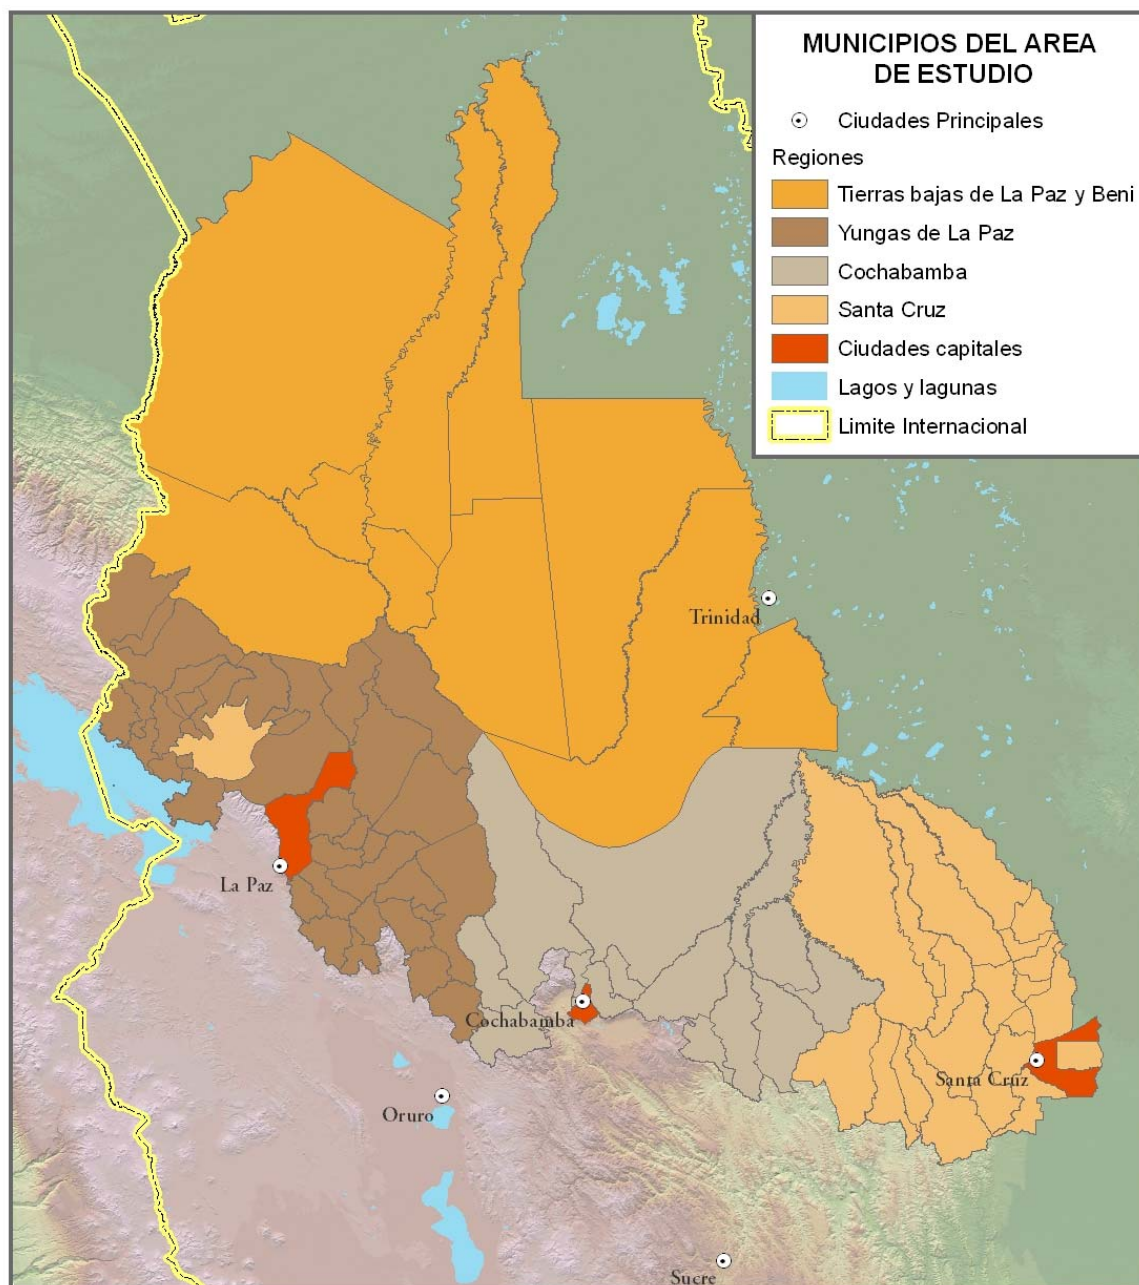 MUNICIPIOS DEL AREA
DE ESTUDIO
Ciudades Principales
Regiones
Tierras bajas de La Paz y Beni
Yungas de La Paz
Cochabamba
Santa Cruz
Ciudades capitales
Lagos y lagunas
Limite Internacional
Trinidad
La Paz
Cochabamba
Santa Cruz
Oruro
Sucre